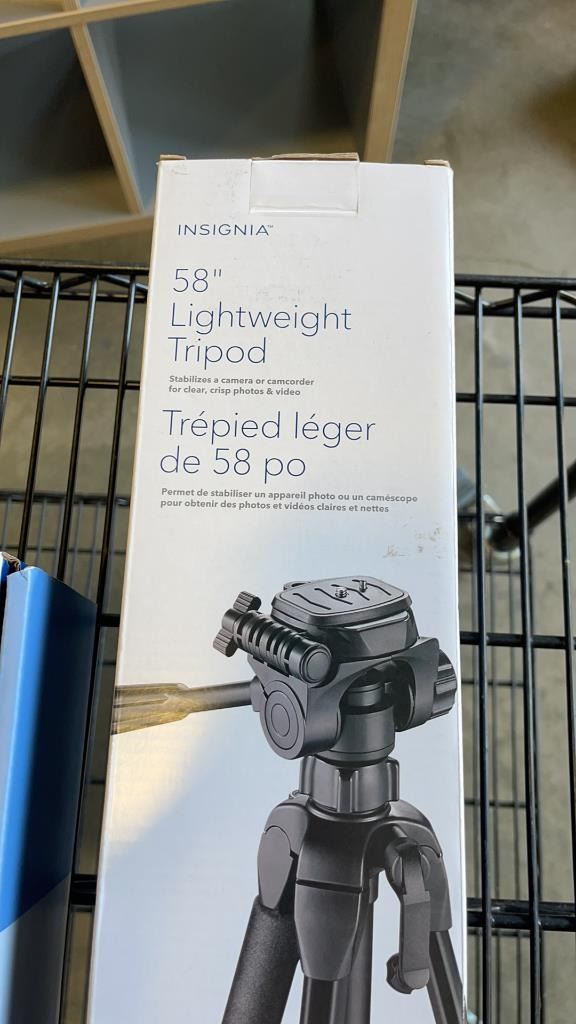 INSIGNIA™
58"
Lightweight
Tripod
Stabilizes a camera or camcorder
for clear, crisp photos & video
Trépied léger
de 58 po
Permet de stabiliser un appareil photo ou un caméscope
pour obtenir des photos et vidéos claires et nettes